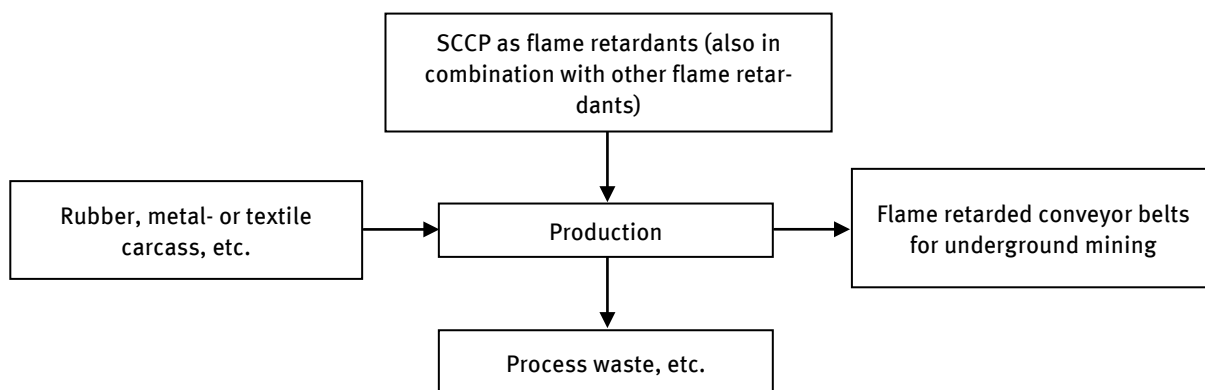 SCCP as flame retardants (also in
combination with other flame retar-
dants)
Rubber, metal- or textile
carcass, etc.
Production
Flame retarded conveyor belts
for underground mining
Process waste, etc.